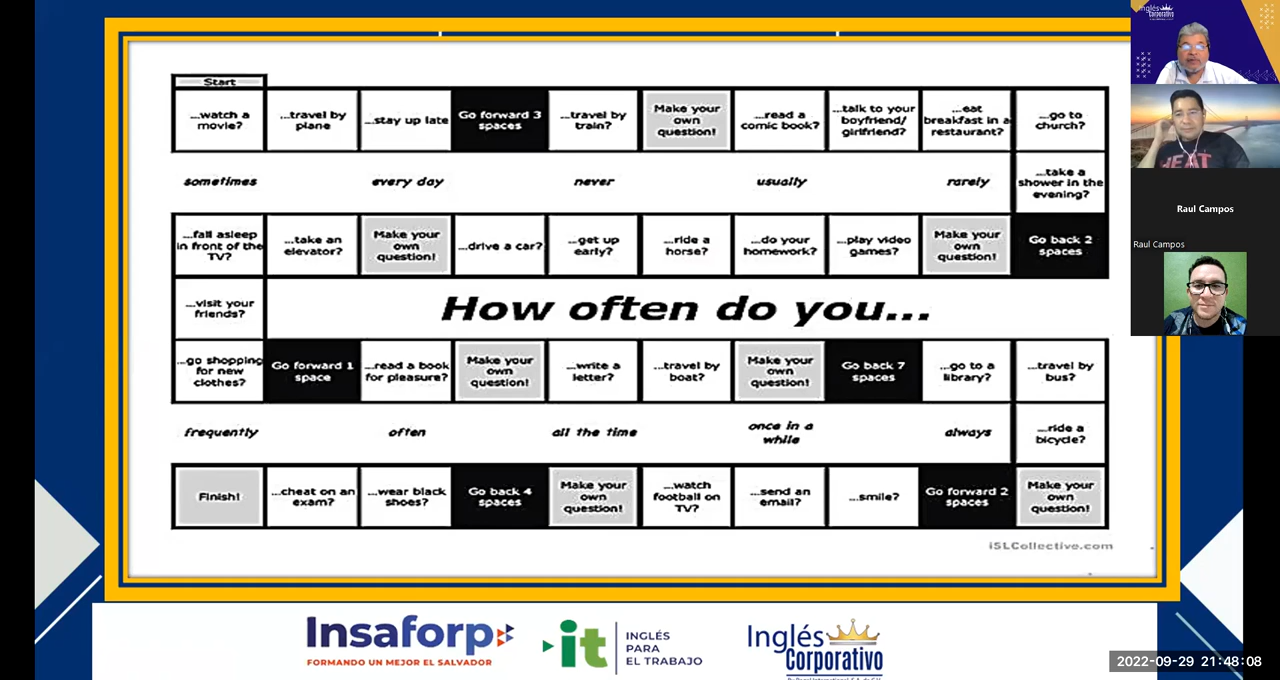 Start
...watch a
movie?
...travel by
plane
...stay up late
Go forward 3
spaces
...travel by
train?
Make your
own
question!
...read a
comic book?
...talk to your
boyfriend/
girlfriend?
...eat
breakfast in a
restaurant?
...go to
church?
sometimes
every day
never
usually
rarely
...take a
shower in the
evening?
...fall asleep
in front of the
TV?
...take an
elevator?
Make your
own
question!
...drive a car?
...get up
early?
...ride a
horse?
...do your
homework?
...play video
games?
Make your
own
question!
Go back 2
spaces
...visit your
friends?
How often do you...
...go shopping
for new
clothes?
Go forward 1
space
...read a book
for pleasure?
Make your
own
question!
...write a
letter?
...travel by
boat?
Make your
own
question!
Go back 7
spaces
...go to a
library?
...travel by
bus?
frequently
often
all the time
once in a
while
always
...ride a
bicycle?
Finish!
...cheat on an
exam?
...wear black
shoes?
Go back 4
spaces
Make your
own
question!
...watch
football on
TV?
...send an
email?
...smile?
Go forward 2
spaces
Make your
own
question!
iSLCollective.com
Insaforp
FORMANDO UN MEJOR EL SALVADOR
it
INGLÉS
PARA
EL TRABAJO
Inglés
Corporativo
Inglés
Corporativo
HEAT
Raul Campos
Raul Campos
2022-09-29 21:48:08